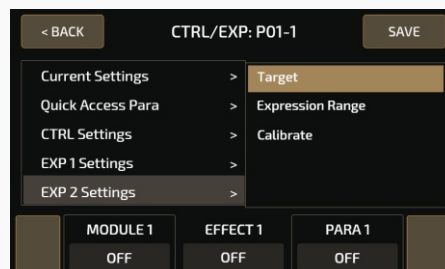 < BACK CTRL/EXP: P01-1 SAVE
Current Settings > Target
Quick Access Para > Expression Range
CTRL Settings > Calibrate
EXP 1 Settings >
EXP 2 Settings >
MODULE 1 EFFECT 1 PARA 1
OFF OFF OFF